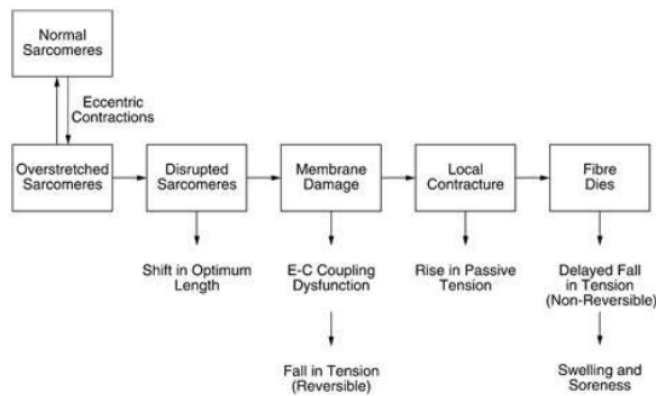 Normal
Sarcomeres
Eccentric
Contractions
Overstretched
Sarcomeres
Disrupted
Sarcomeres
Membrane
Damage
Local
Contracture
Fibre
Dies
Shift in Optimum
Length
E-C Coupling
Dysfunction
Rise in Passive
Tension
Delayed Fall
in Tension
(Non-Reversible)
Fall in Tension
(Reversible)
Swelling and
Soreness